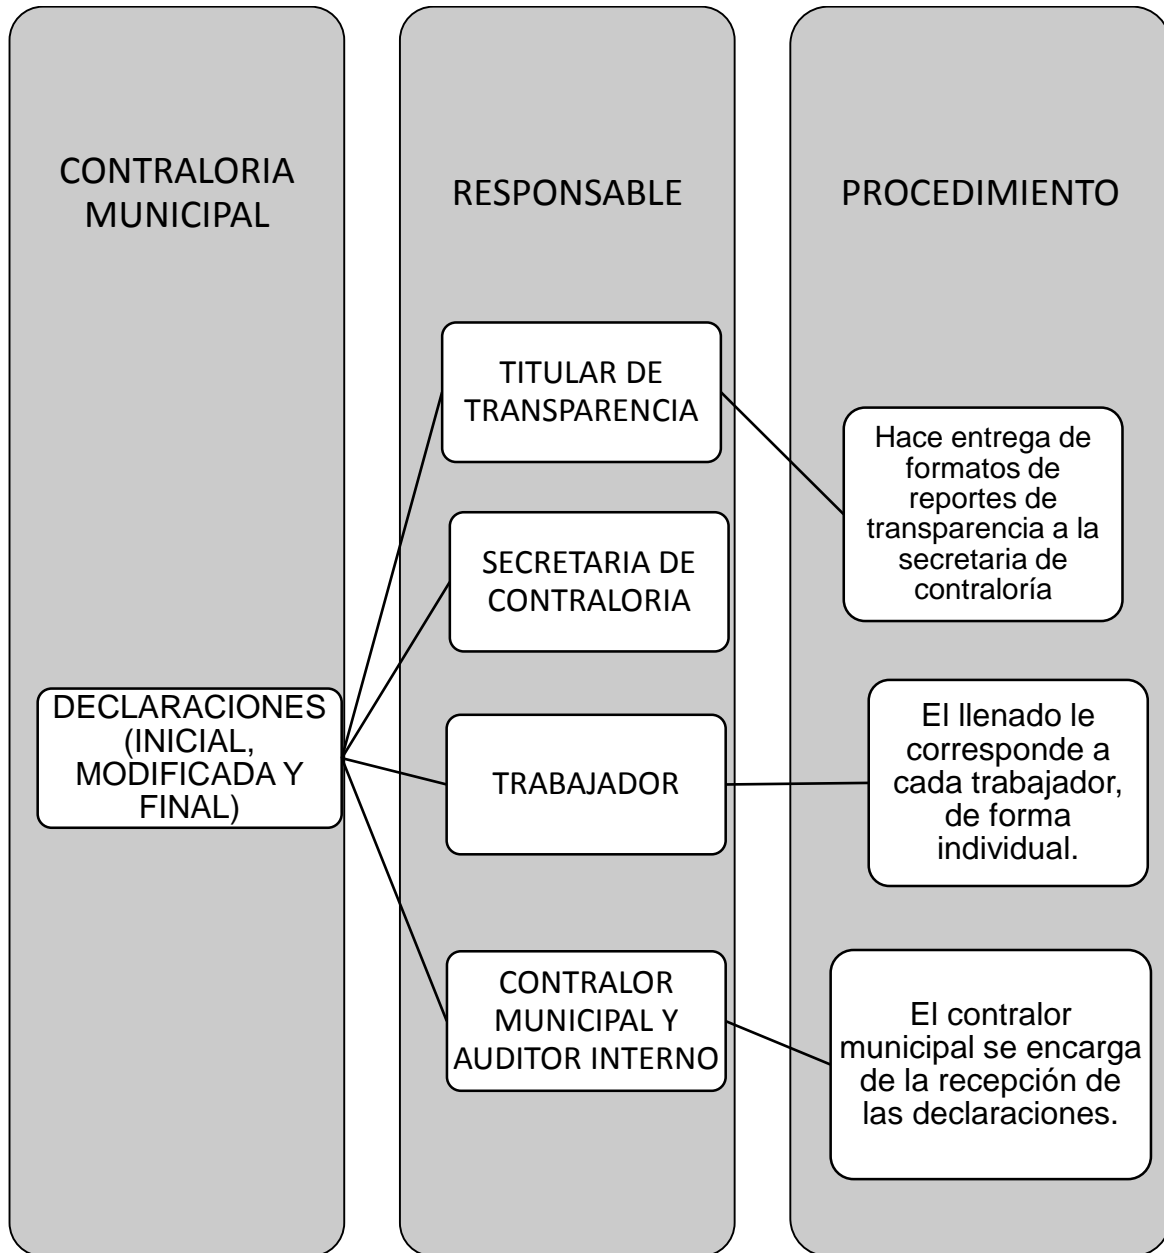 CONTRALORIA
MUNICIPAL
RESPONSABLE
PROCEDIMIENTO
DECLARACIONES
(INICIAL,
MODIFICADA Y
FINAL)
TITULAR DE
TRANSPARENCIA
SECRETARIA DE
CONTRALORIA
TRABAJADOR
CONTRALOR
MUNICIPAL Y
AUDITOR INTERNO
Hace entrega de
formatos de
reportes de
transparencia a la
secretaria de
contraloría
El llenado le
corresponde a
cada trabajador,
de forma
individual.
El contralor
municipal se encarga
de la recepción de
las declaraciones.